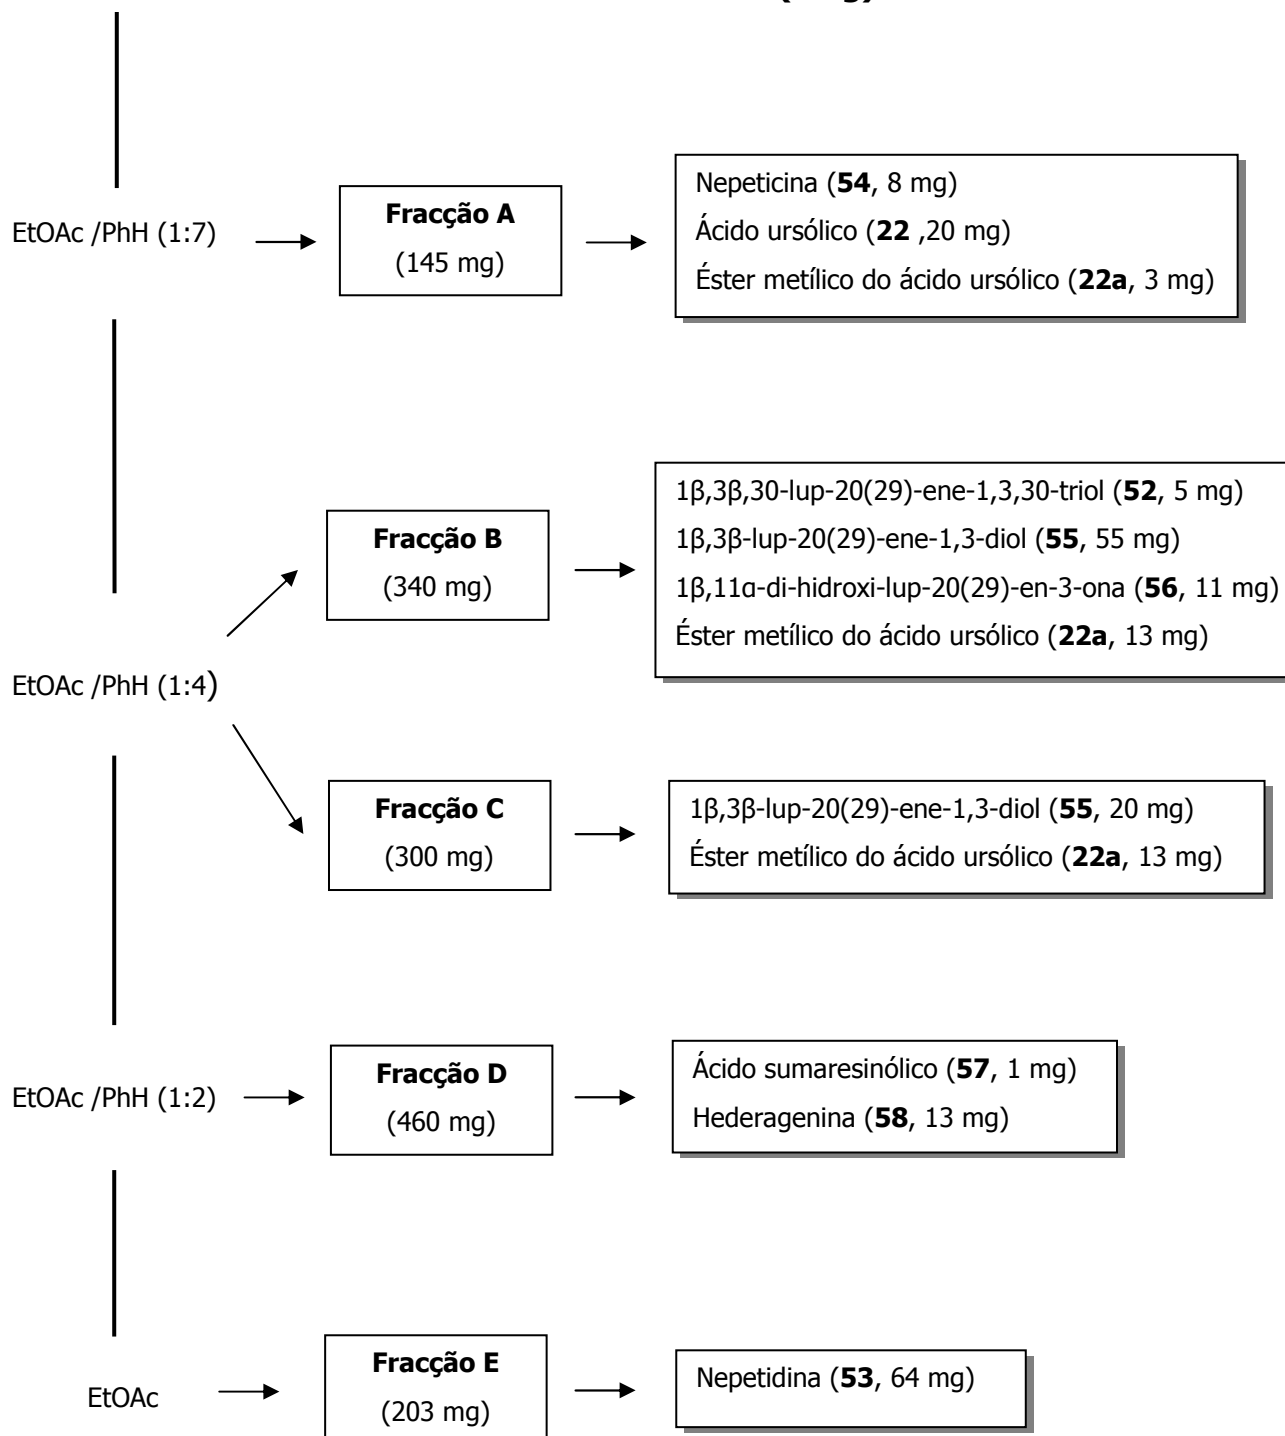 EtOAc /PhH (1:7)
Fracção A
(145 mg)
Nepeticina (54, 8 mg)
Ácido ursólico (22 ,20 mg)
Éster metílico do ácido ursólico (22a, 3 mg)
EtOAc /PhH (1:4)
Fracção B
(340 mg)
1β,3β,30-lup-20(29)-ene-1,3,30-triol (52, 5 mg)
1β,3β-lup-20(29)-ene-1,3-diol (55, 55 mg)
1β,11α-di-hidroxi-lup-20(29)-en-3-ona (56, 11 mg)
Éster metílico do ácido ursólico (22a, 13 mg)
Fracção C
(300 mg)
1β,3β-lup-20(29)-ene-1,3-diol (55, 20 mg)
Éster metílico do ácido ursólico (22a, 13 mg)
EtOAc /PhH (1:2)
Fracção D
(460 mg)
Ácido sumaresinólico (57, 1 mg)
Hederagenina (58, 13 mg)
EtOAc
Fracção E
(203 mg)
Nepetidina (53, 64 mg)